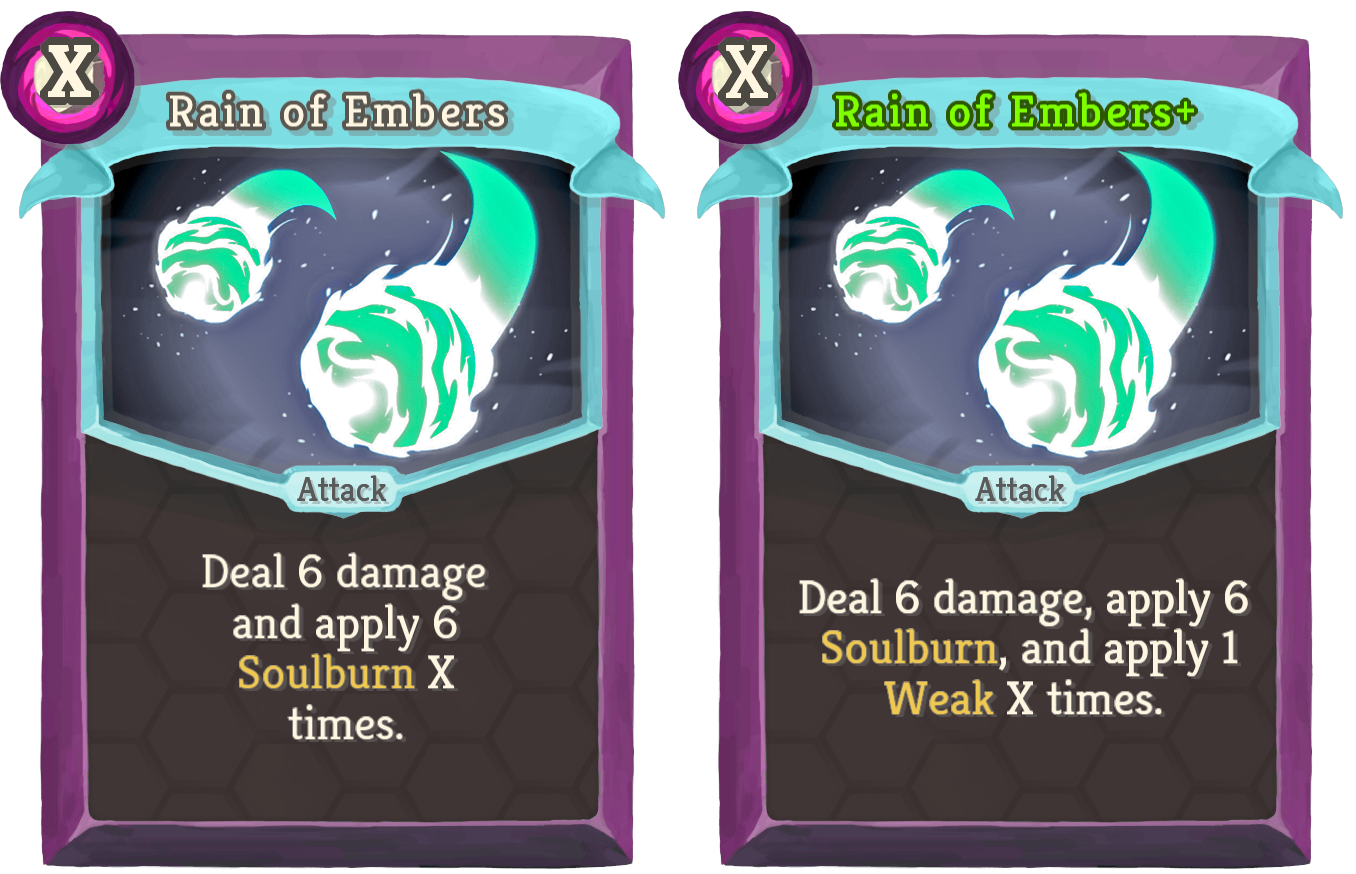 X
Rain of Embers
Attack
Deal 6 damage
and apply 6
Soulburn X
times.
X
Rain of Embers+
Attack
Deal 6 damage, apply 6
Soulburn, and apply 1
Weak X times.